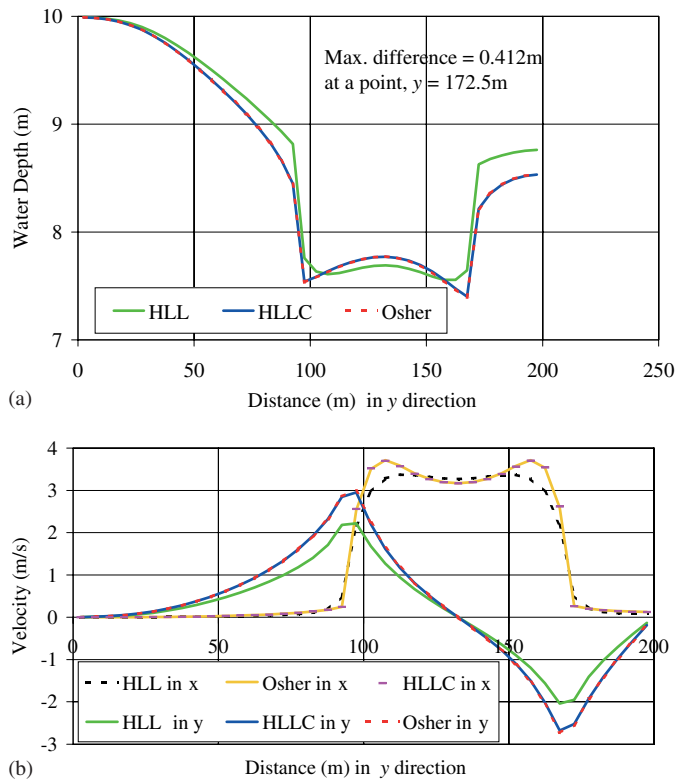 10
9
8
7
Water Depth (m)
Max. difference = 0.412m
at a point, y = 172.5m
HLL HLLC Osher
0 50 100 150 200 250
(a) Distance (m) in y direction
4
3
2
1
0
-1
-2
-3
Velocity (m/s)
0 100 150 200
HLL in x Osher in x HLLC in x
HLL in y HLLC in y Osher in y
(b) Distance (m) in y direction